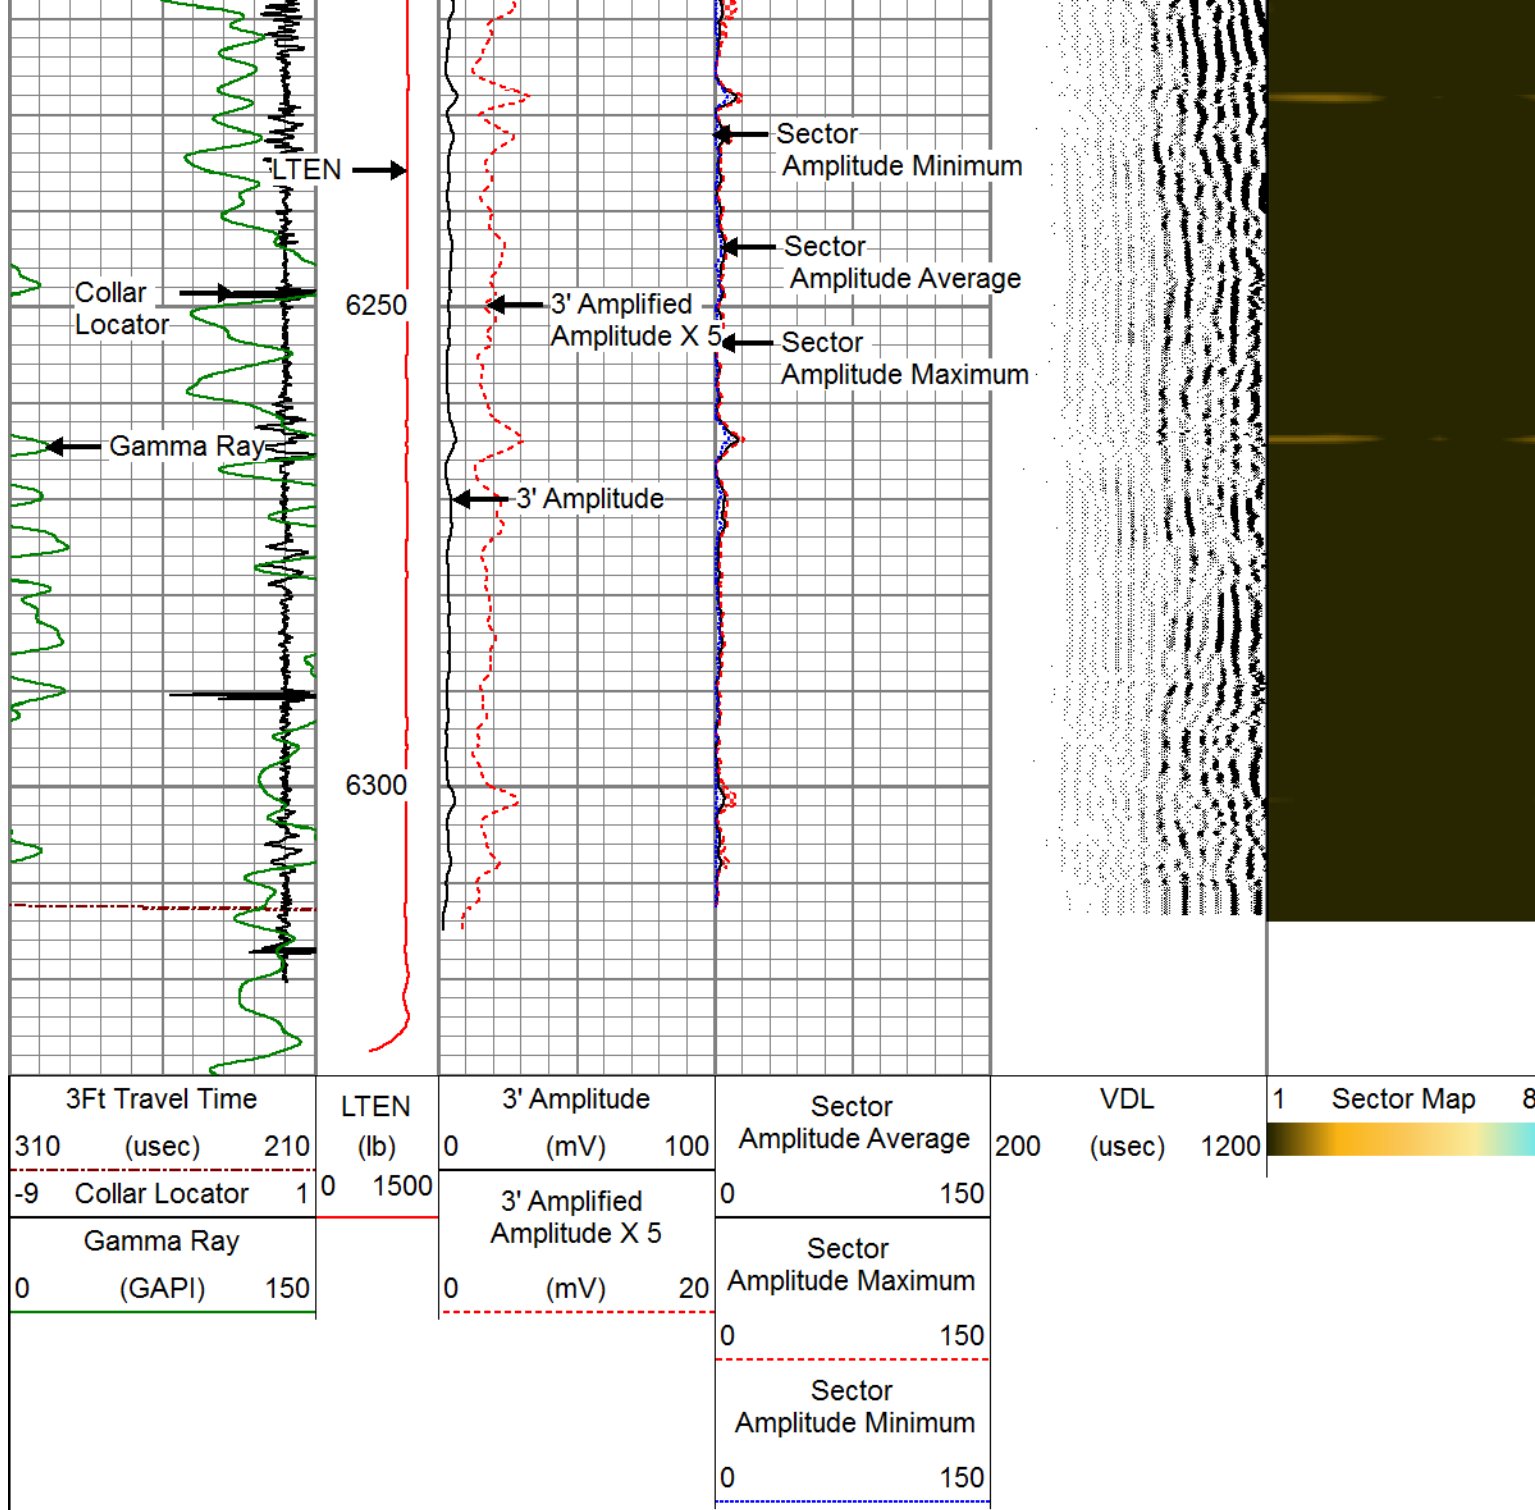 Sector
Amplitude Minimum
LTEN
Sector
Amplitude Average
Collar
Locator
6250
3' Amplified
Amplitude X 5
Sector
Amplitude Maximum
Gamma Ray
3' Amplitude
6300
3Ft Travel Time
310 (usec) 210
-9 Collar Locator 1
Gamma Ray
0 (GAPI) 150
LTEN
(lb)
0 1500
3' Amplitude
0 (mV) 100
3' Amplified
Amplitude X 5
0 (mV) 20
Sector
Amplitude Average
0 150
Sector
Amplitude Maximum
0 150
Sector
Amplitude Minimum
0 150
VDL
200 (usec) 1200
1 Sector Map 8